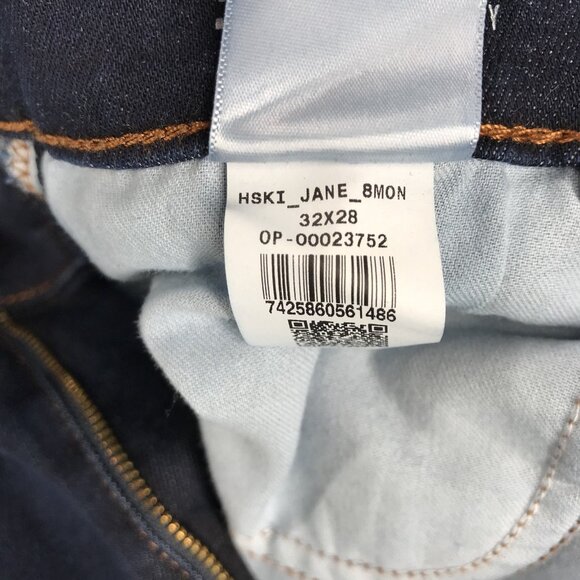 Y
HSKI_JANE_8MON
32X28
OP-00023752
7425860561486